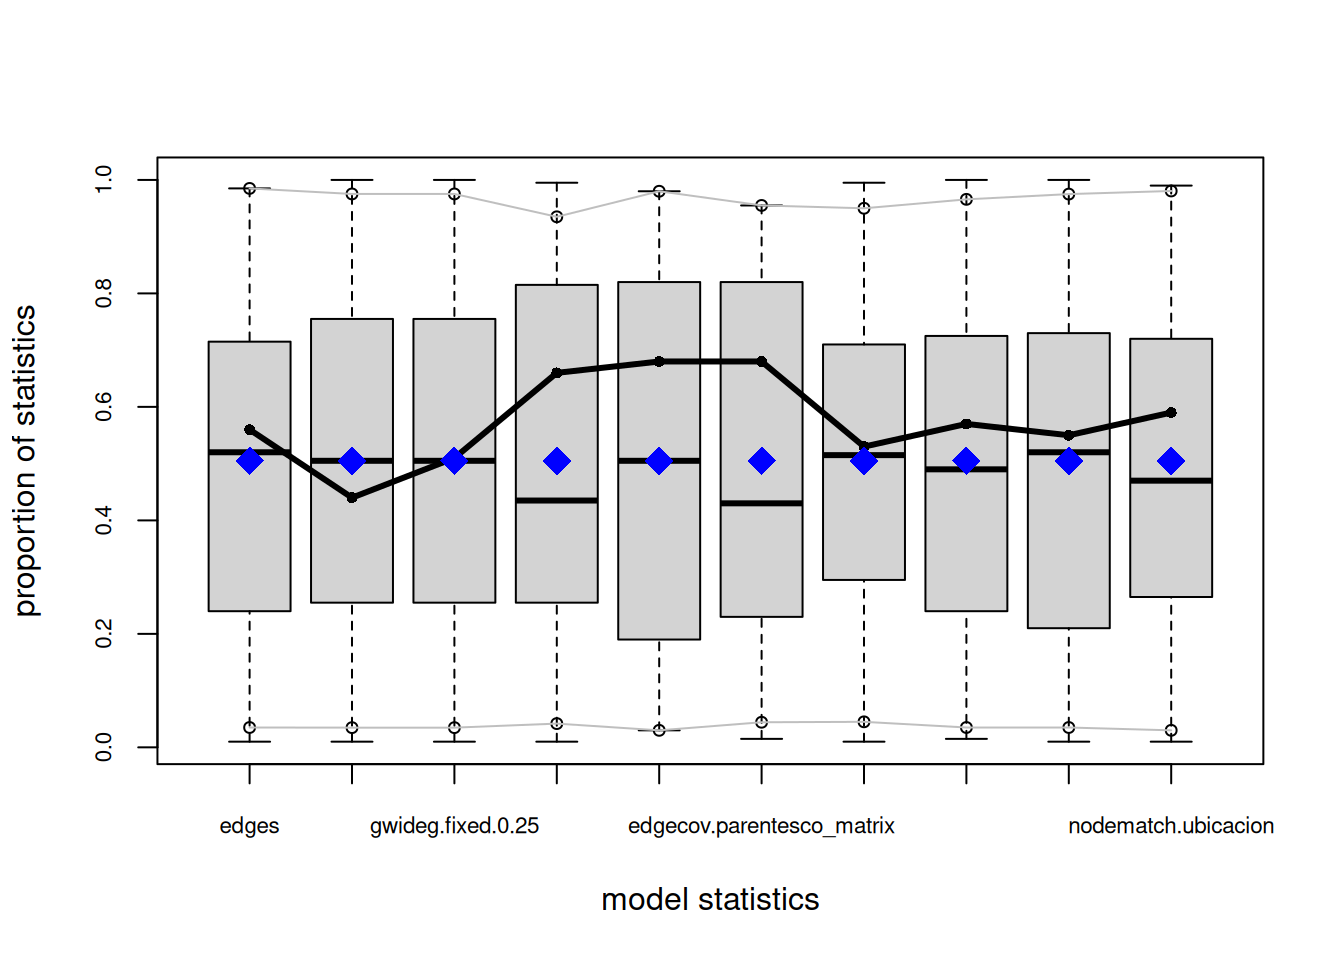 proportion of statistics
1.0
0.8
0.6
0.4
0.2
0.0
edges gwideg.fixed.0.25 edgecov.parentesco_matrix nodematch.ubicacion
model statistics